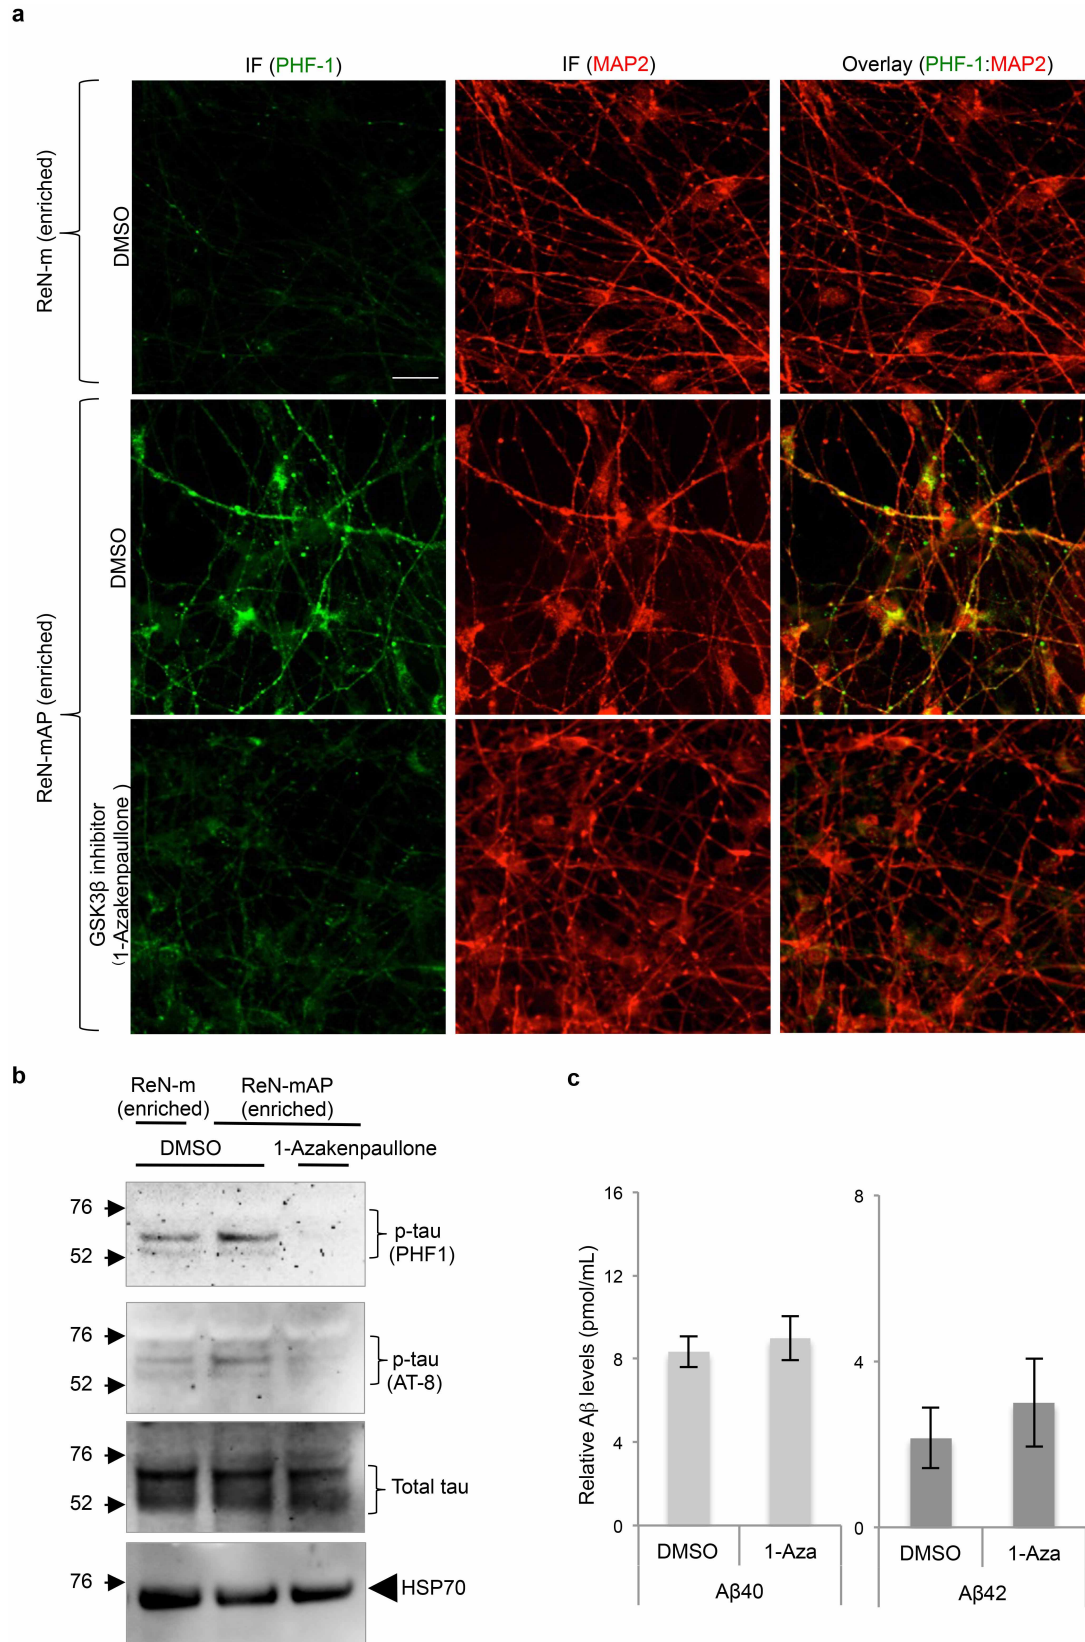 a
IF (PHF-1)
IF (MAP2)
Overlay (PHF-1:MAP2)
ReN-m (enriched)
DMSO
ReN-mAP (enriched)
DMSO
GSK3β inhibitor
(1-Azakenpaullone )
b
ReN-m
(enriched)
ReN-mAP
(enriched)
DMSO
1-Azakenpaullone
76
52
p-tau
(PHF1)
76
52
p-tau
(AT-8)
76
52
Total tau
76
HSP70
c
Relative Aβ levels (pmol/mL)
16
12
8
4
0
DMSO
1-Aza
Aβ40
8
4
0
DMSO
1-Aza
Aβ42